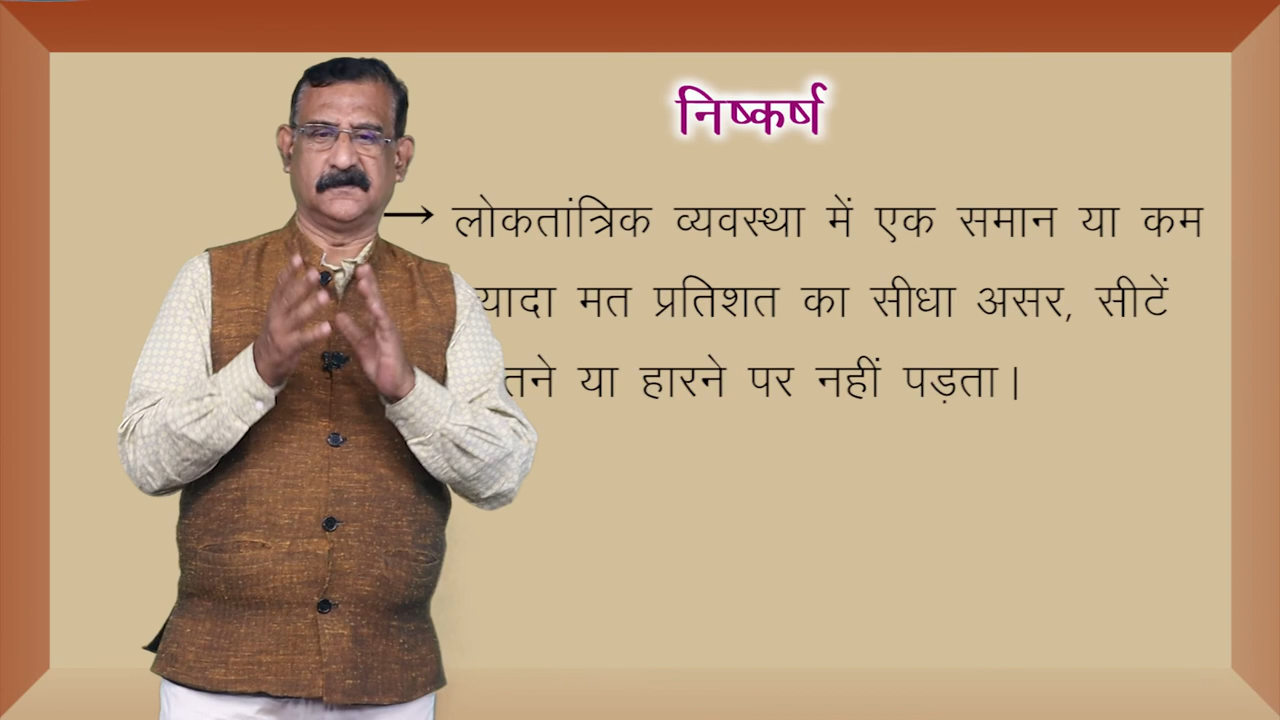 निष्कर्ष
→ लोकतांत्रिक व्यवस्था में एक समान या कम
मत प्रतिशत का सीधा असर, सीटें
या हारने पर नहीं पड़ता।